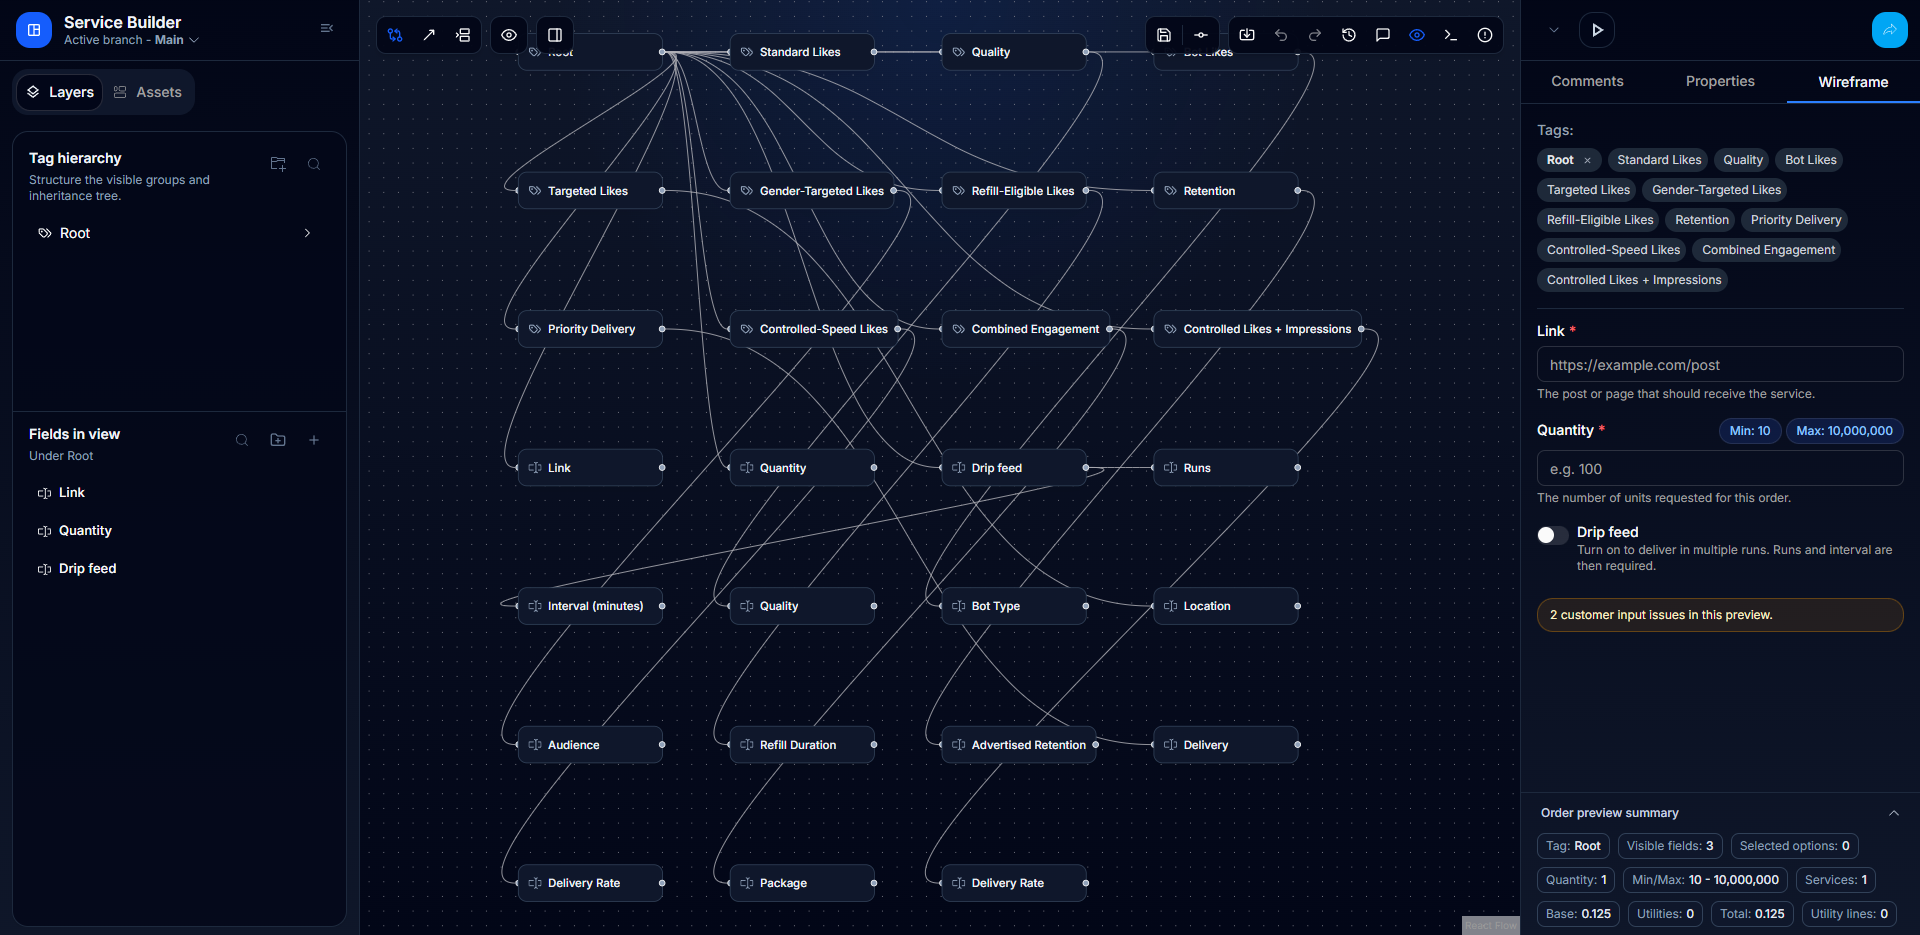 Service Builder
Active branch - Main
Layers
Assets
Tag hierarchy
Structure the visible groups and
inheritance tree.
Root
Fields in view
Under Root
Link
Quantity
Drip feed
Root
Standard Likes
Quality
Bot Likes
Targeted Likes
Gender-Targeted Likes
Refill-Eligible Likes
Retention
Priority Delivery
Controlled-Speed Likes
Combined Engagement
Controlled Likes + Impressions
Link
Quantity
Drip feed
Runs
Interval (minutes)
Quality
Bot Type
Location
Audience
Refill Duration
Advertised Retention
Delivery
Delivery Rate
Package
Delivery Rate
React Flow
Comments
Properties
Wireframe
Tags:
Root ×
Standard Likes
Quality
Bot Likes
Targeted Likes
Gender-Targeted Likes
Refill-Eligible Likes
Retention
Priority Delivery
Controlled-Speed Likes
Combined Engagement
Controlled Likes + Impressions
Link *
https://example.com/post
The post or page that should receive the service.
Quantity *
Min: 10
Max: 10,000,000
e.g. 100
The number of units requested for this order.
Drip feed
Turn on to deliver in multiple runs. Runs and interval are
then required.
2 customer input issues in this preview.
Order preview summary
Tag: Root
Visible fields: 3
Selected options: 0
Quantity: 1
Min/Max: 10 - 10,000,000
Services: 1
Base: 0.125
Utilities: 0
Total: 0.125
Utility lines: 0